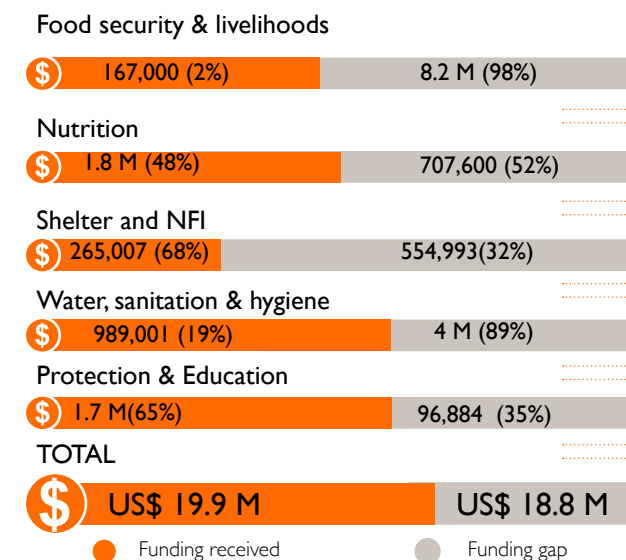 Food security & livelihoods
$ 167,000 (2%) 8.2 M (98%)
Nutrition
$ 1.8 M (48%) 707,600 (52%)
Shelter and NFI
$ 265,007 (68%) 554,993(32%)
Water, sanitation & hygiene
$ 989,001 (19%) 4 M (89%)
Protection & Education
$ 1.7 M(65%) 96,884 (35%)
TOTAL
$ US$ 19.9 M US$ 18.8 M
Funding received Funding gap